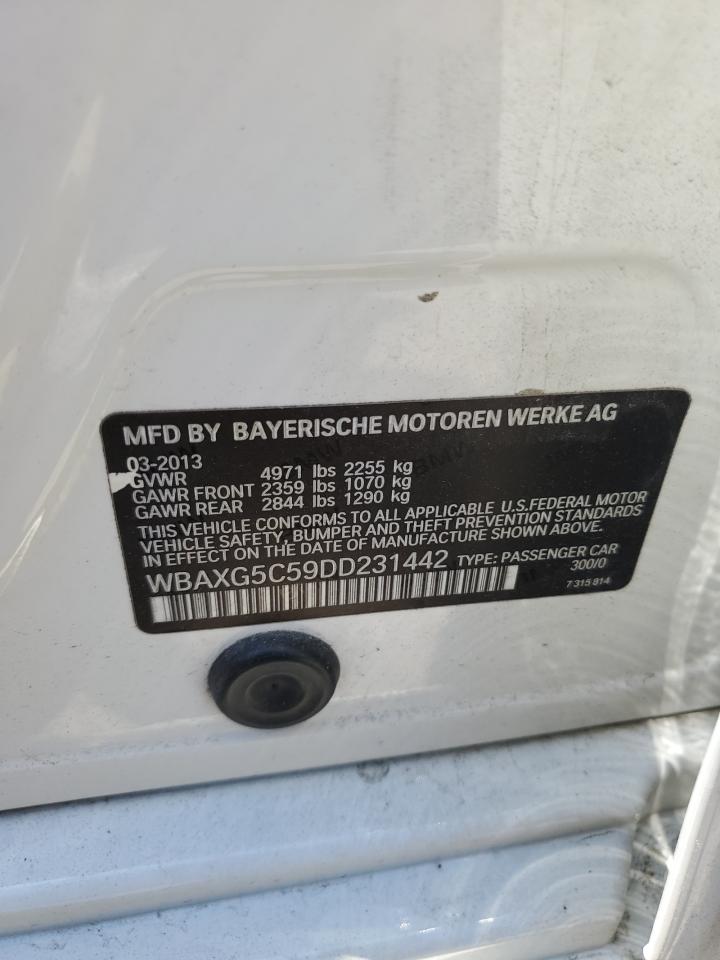 MFD BY BAYERISCHE MOTOREN WERKE AG
03-2013
GVWR 4971 lbs 2255 kg
GAWR FRONT 2359 lbs 1070 kg
GAWR REAR 2844 lbs 1290 kg
THIS VEHICLE CONFORMS TO ALL APPLICABLE U.S.FEDERAL MOTOR
VEHICLE SAFETY, BUMPER AND THEFT PREVENTION STANDARDS
IN EFFECT ON THE DATE OF MANUFACTURE SHOWN ABOVE.
WBAXG5C59DD231442 TYPE: PASSENGER CAR
300/0
7 315 814